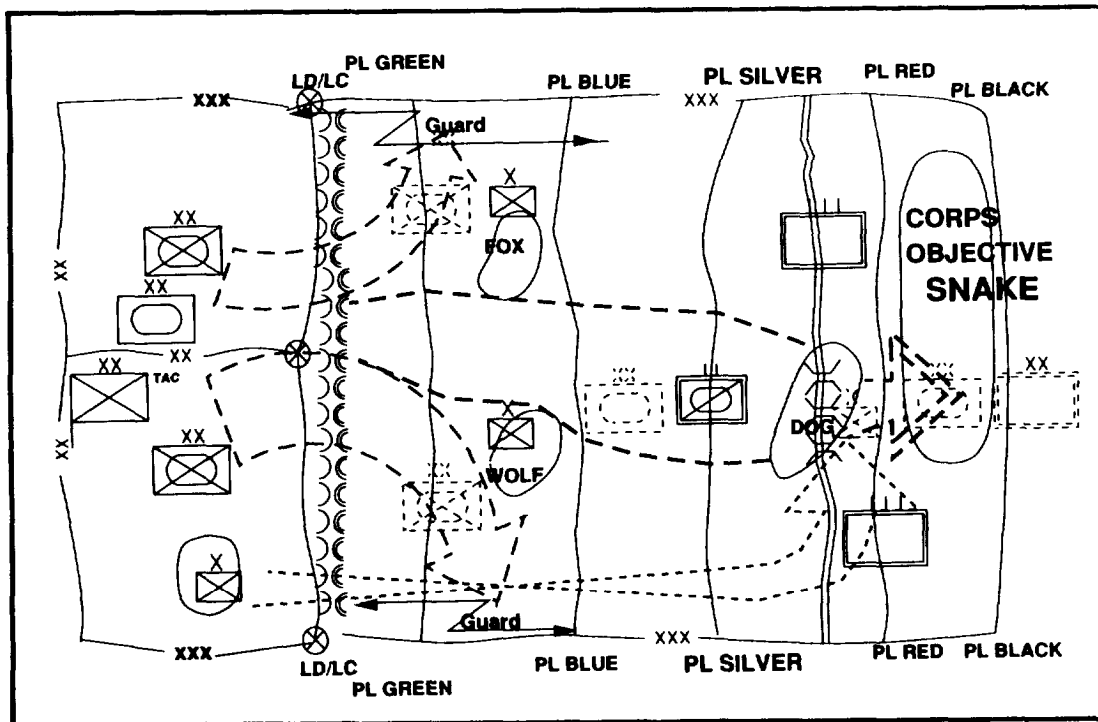 PL GREEN
PL BLUE
PL SILVER
PL RED
PL BLACK
LD/LC
XXX
XXX
Guard
X
XX
FOX
CORPS
OBJECTIVE
SNAKE
XX
XX
XX
XX
TAC
XX
XX
X
DOG
XX
XX
WOLF
X
Guard
XXX
XXX
LD/LC
PL GREEN
PL BLUE
PL SILVER
PL RED
PL BLACK